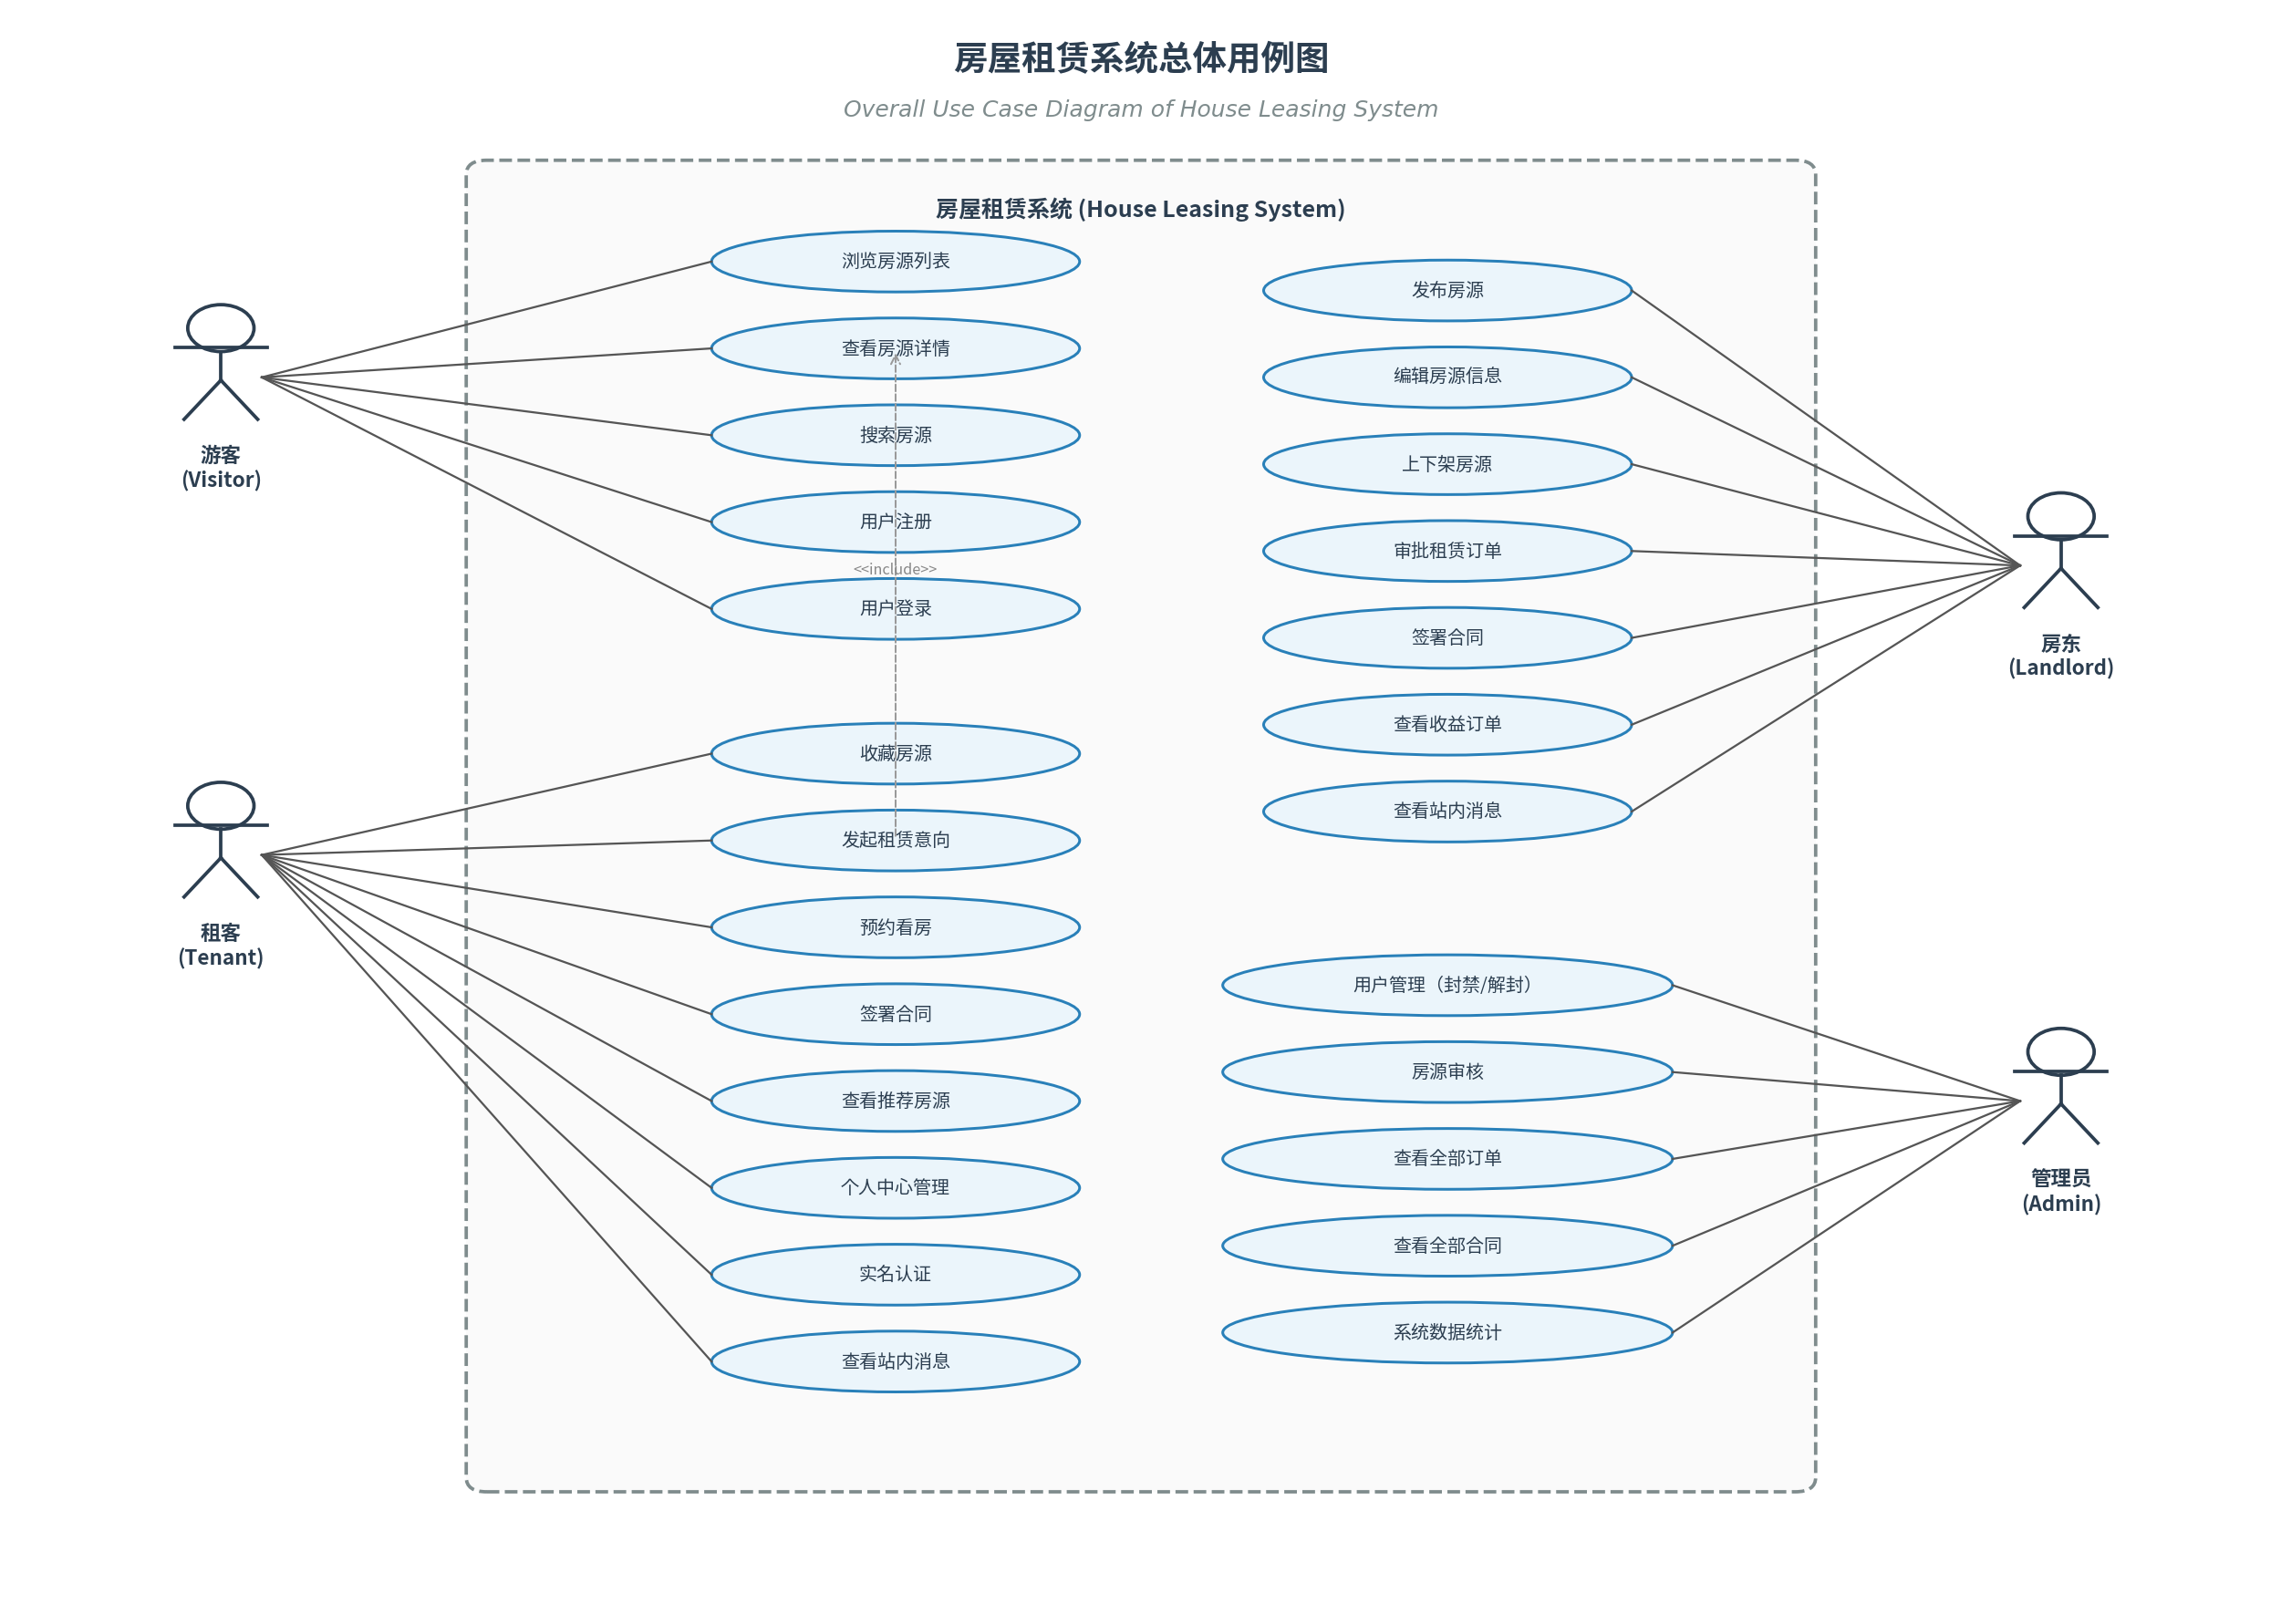 房屋租赁系统总体用例图
Overall Use Case Diagram of House Leasing System
房屋租赁系统 (House Leasing System)
游客
(Visitor)
浏览房源列表
查看房源详情
搜索房源
用户注册
<<include>>
用户登录
租客
(Tenant)
收藏房源
发起租赁意向
预约看房
签署合同
查看推荐房源
个人中心管理
实名认证
查看站内消息
发布房源
编辑房源信息
上下架房源
审批租赁订单
签署合同
查看收益订单
查看站内消息
房东
(Landlord)
用户管理（封禁/解封）
房源审核
查看全部订单
查看全部合同
系统数据统计
管理员
(Admin)